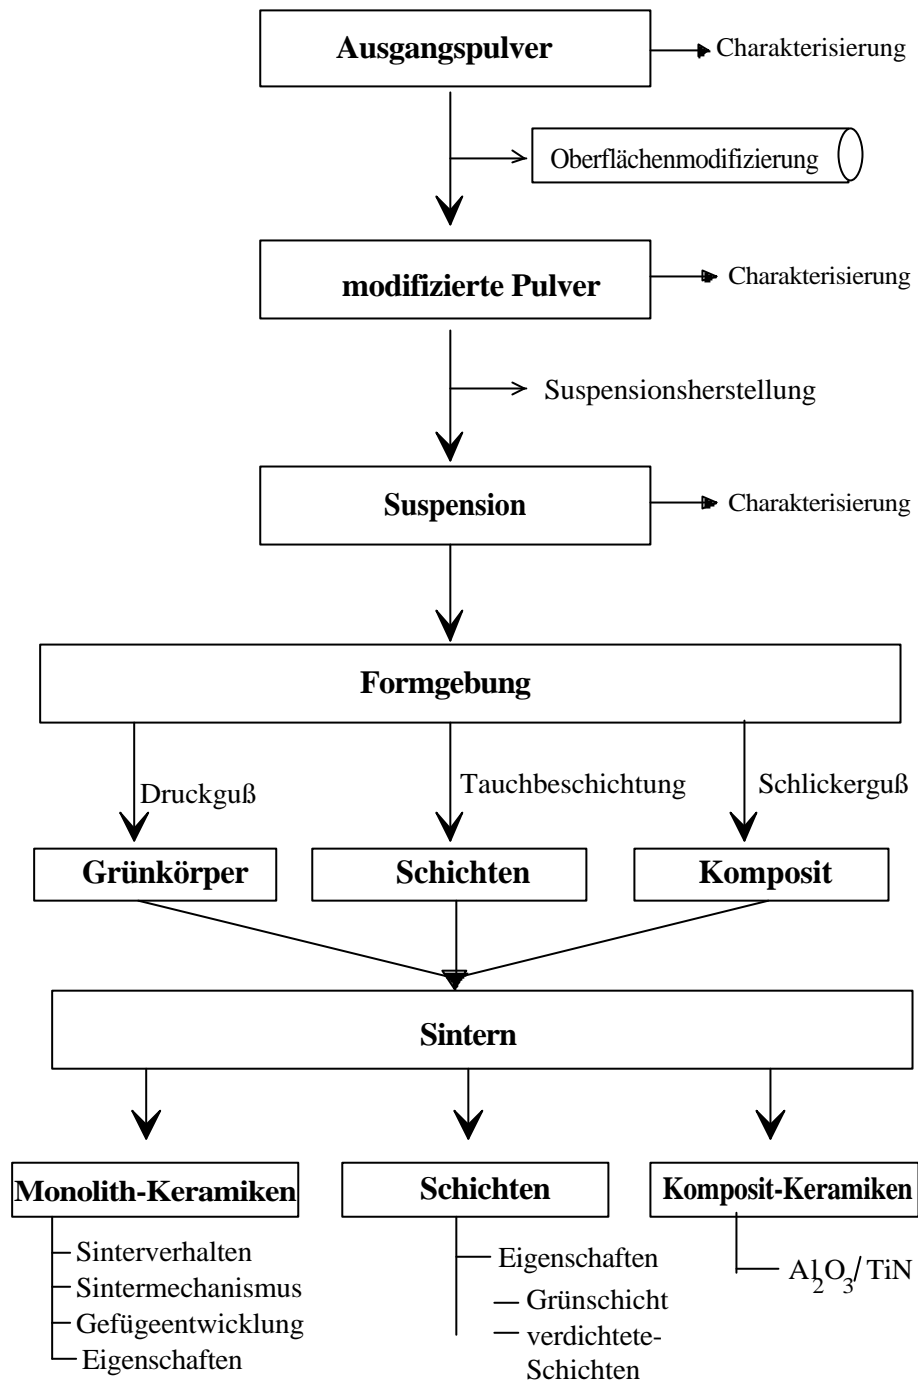 Ausgangspulver
Charakterisierung
Oberflächenmodifizierung
modifizierte Pulver
Charakterisierung
Suspensionsherstellung
Suspension
Charakterisierung
Formgebung
Druckguß
Tauchbeschichtung
Schlickerguß
Grünkörper
Schichten
Komposit
Sintern
Monolith-Keramiken
Schichten
Komposit-Keramiken
Sinterverhalten
Sintermechanismus
Gefügeentwicklung
Eigenschaften
Eigenschaften
Grünschicht
verdichtete-
Schichten
Al₂O₃/TiN